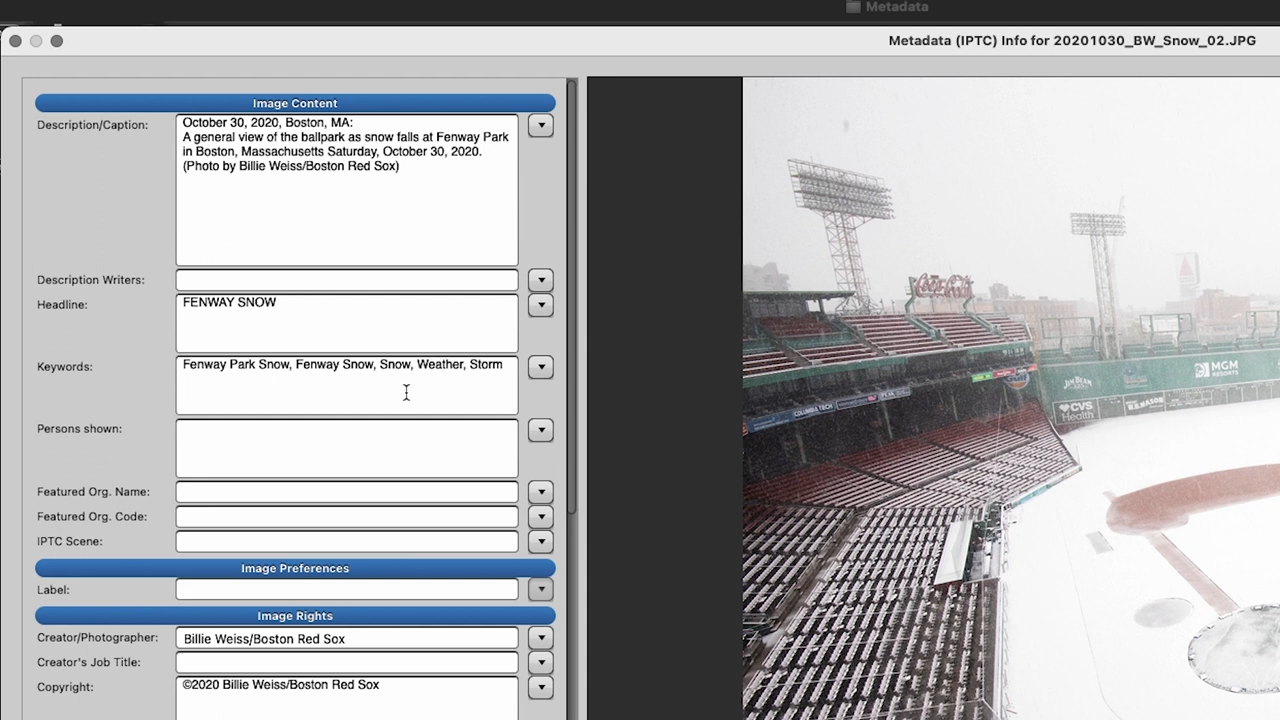 Metadata
Metadata (IPTC) Info for 20201030_BW_Snow_02.JPG
Image Content
Description/Caption:
October 30, 2020, Boston, MA:
A general view of the ballpark as snow falls at Fenway Park
in Boston, Massachusetts Saturday, October 30, 2020.
(Photo by Billie Weiss/Boston Red Sox)
Description Writers:
Headline:
FENWAY SNOW
Keywords:
Fenway Park Snow, Fenway Snow, Snow, Weather, Storm
Persons shown:
Featured Org. Name:
Featured Org. Code:
IPTC Scene:
Image Preferences
Label:
Image Rights
Creator/Photographer:
Billie Weiss/Boston Red Sox
Creator's Job Title:
Copyright:
©2020 Billie Weiss/Boston Red Sox
Coca-Cola
COLUMBIA TECH
JIM BEAM
MGM
RESORTS
CVS
Health
W.B. MASON